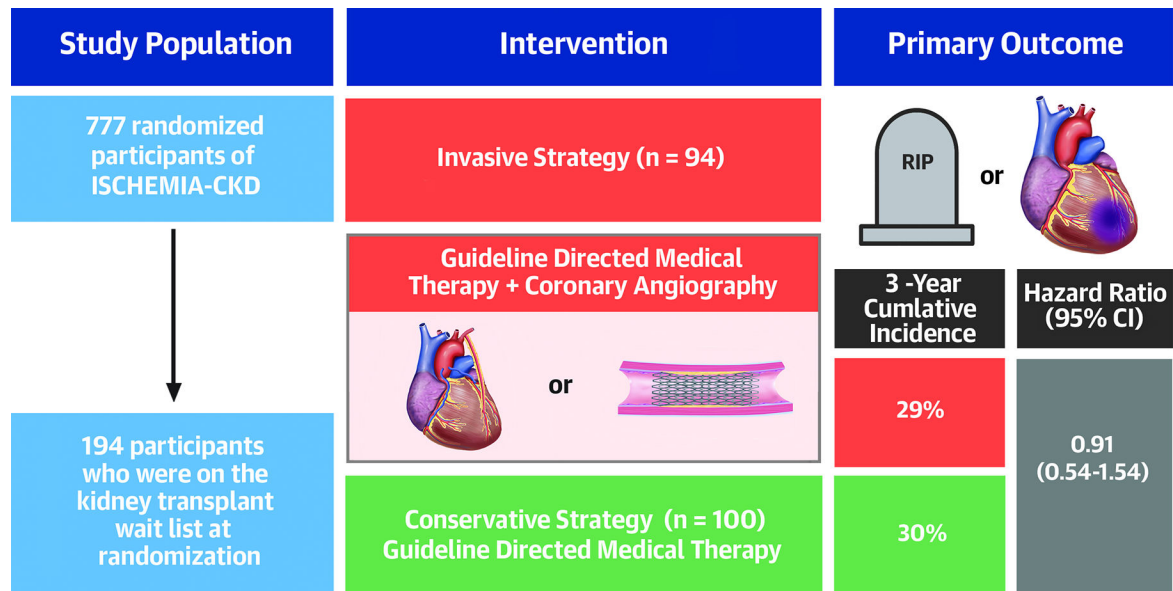 Study Population
Intervention
Primary Outcome
777 randomized
participants of
ISCHEMIA-CKD
194 participants
who were on the
kidney transplant
wait list at
randomization
Invasive Strategy (n = 94)
Guideline Directed Medical
Therapy + Coronary Angiography
or
Conservative Strategy (n = 100)
Guideline Directed Medical Therapy
RIP
or
3 -Year
Cumlative
Incidence
Hazard Ratio
(95% CI)
29%
30%
0.91
(0.54-1.54)